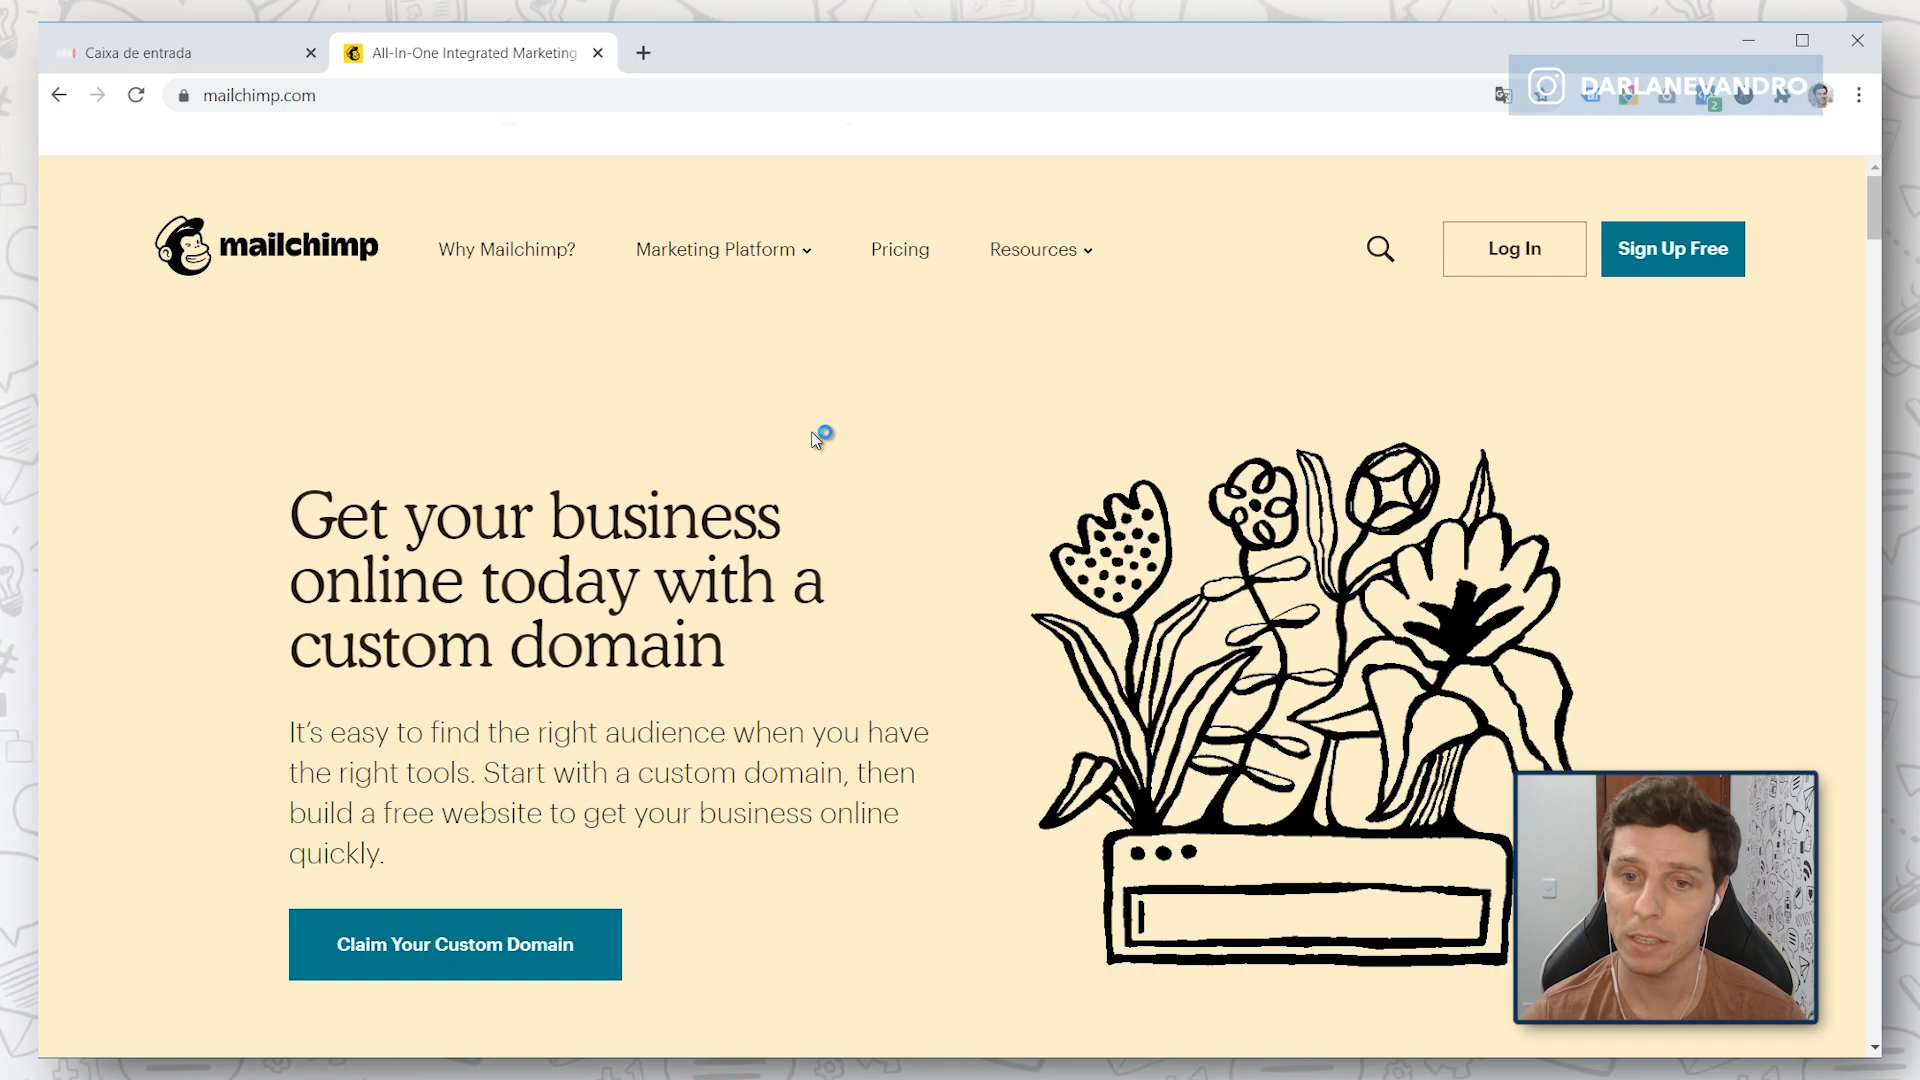 Caixa de entrada
All-In-One Integrated Marketing
mailchimp.com
DARLANEVANDRO
2
mailchimp
Why Mailchimp?
Marketing Platform
Pricing
Resources
Log In
Sign Up Free
Get your business
online today with a
custom domain
It's easy to find the right audience when you have
the right tools. Start with a custom domain, then
build a free website to get your business online
quickly.
Claim Your Custom Domain